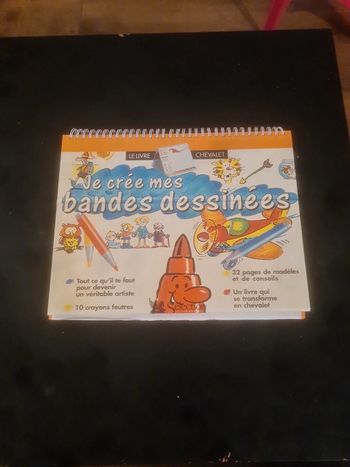 LE LIVRE CHEVALET
Je crée mes
bandes dessinées
Tout ce qu'il te faut
pour devenir
un véritable artiste
10 crayons feutres
32 pages de modèles
et de conseils
Un livre qui
se transforme
en chevalet
Sélection